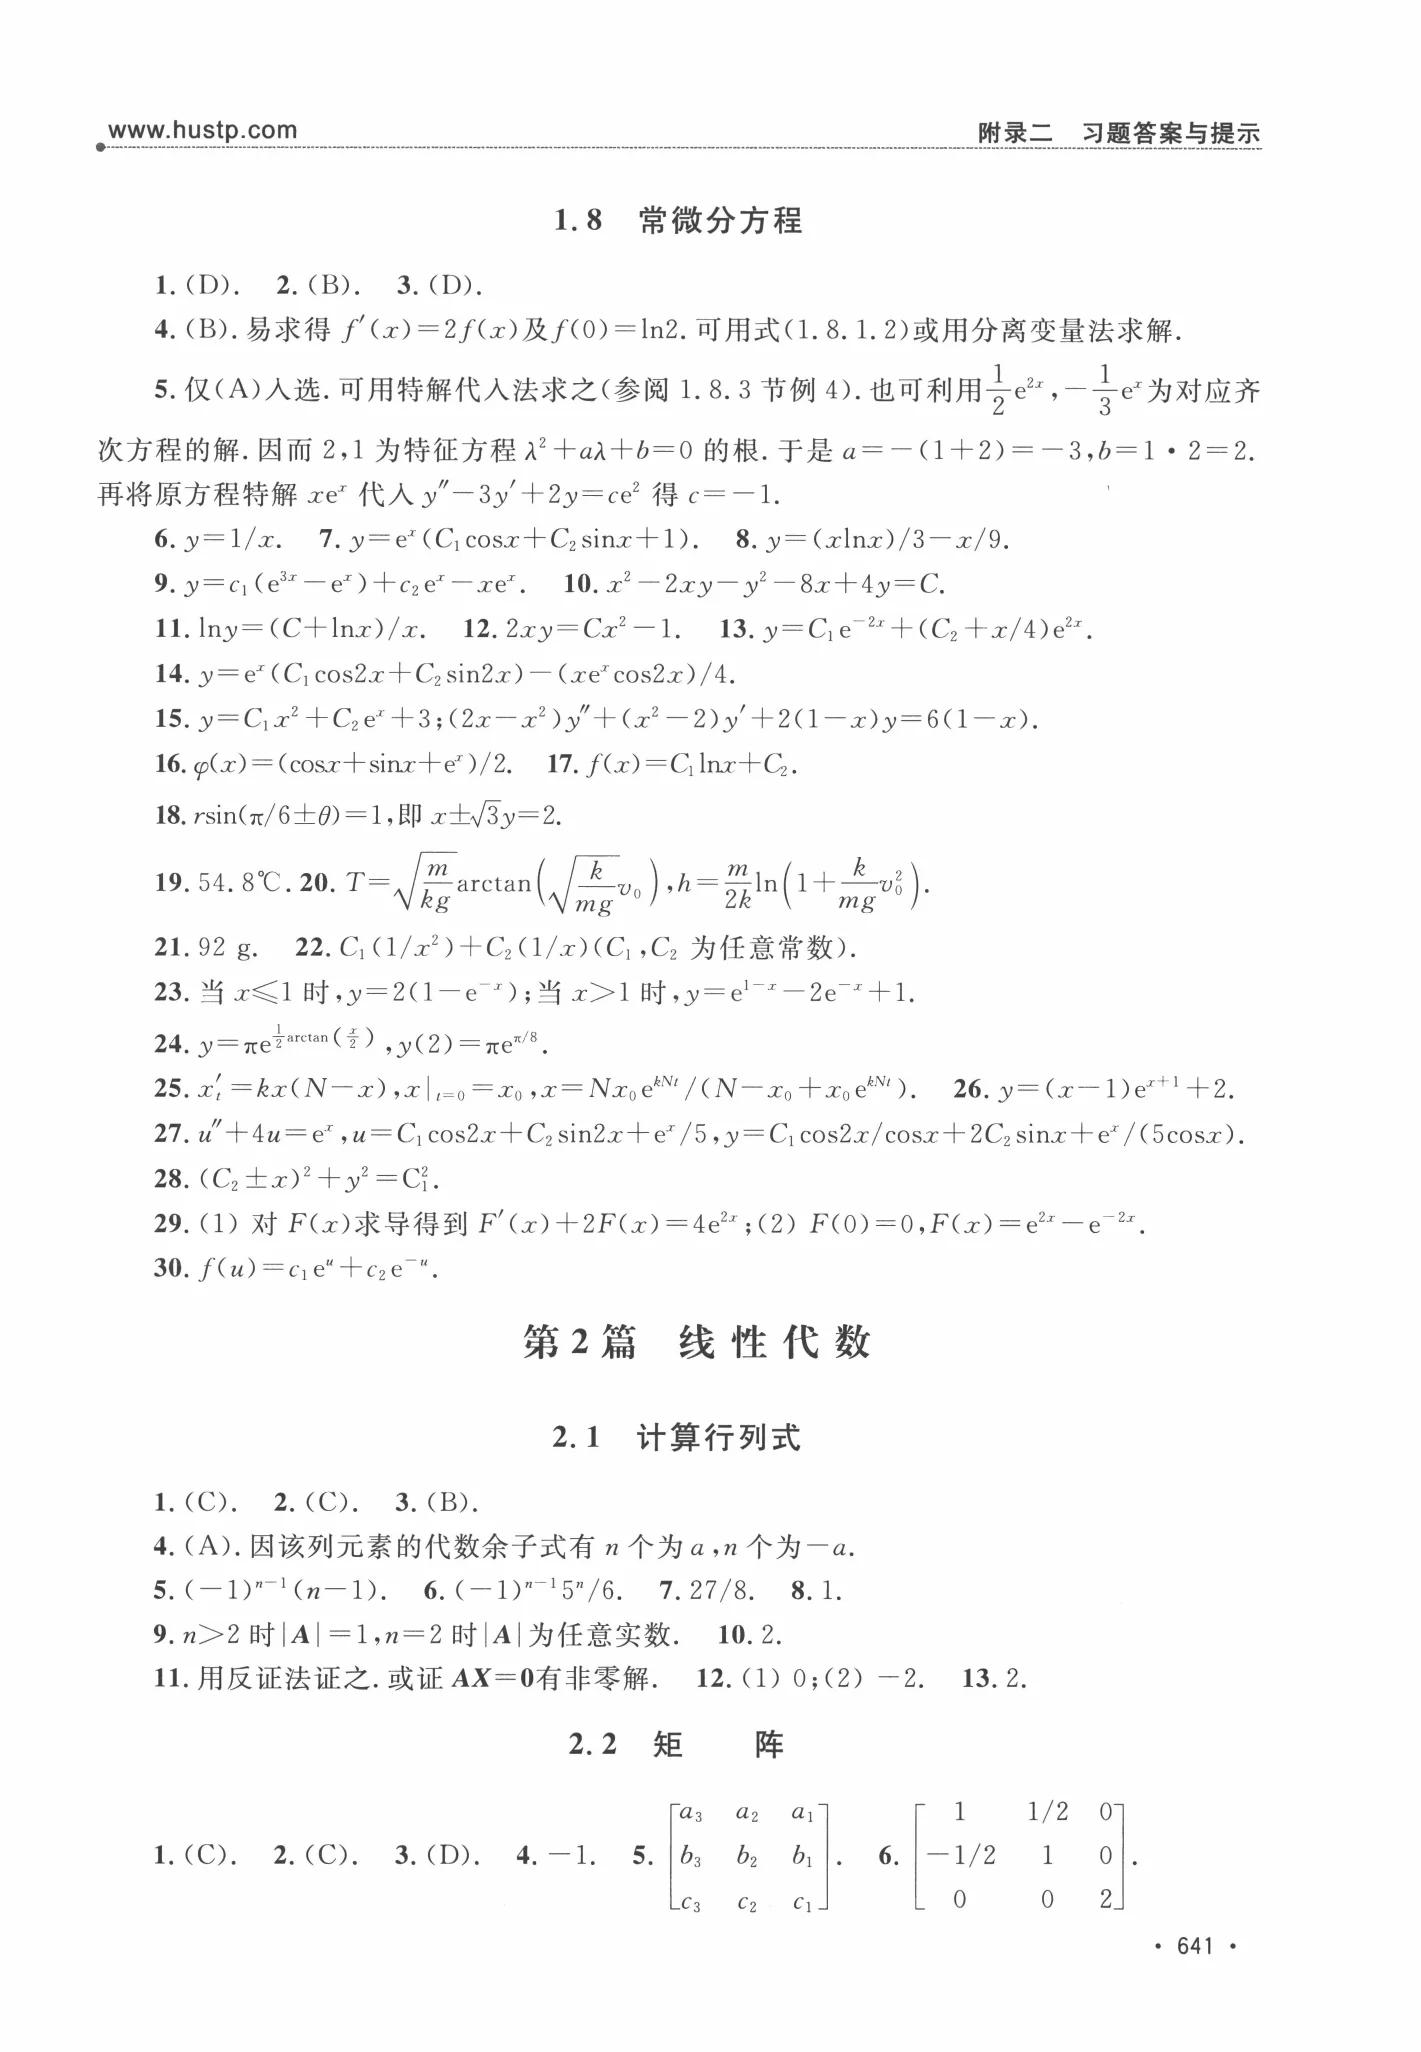 www.hustp.com 附录二 习题答案与提示
1.8 常微分方程
1.(D). 2.(B). 3.(D).
4.(B).易求得 f′(x)=2f(x)及f(0)=ln2.可用式(1.8.1.2)或用分离变量法求解.
5.仅(A)入选.可用特解代入法求之(参阅 1.8.3 节例 4).也可利用$\frac{1}{2}e^{2x}$,$-\frac{1}{3}e^{x}$为对应齐
次方程的解.因而 2,1 为特征方程 λ²+aλ+b=0 的根.于是 a=-(1+2)=-3,b=1·2=2.
再将原方程特解 $xe^{x}$ 代入 $y″-3y′+2y=ce^{2}$ 得 c=-1.
6. y=1/x. 7. $y=e^{x}(C_1\cos x+C_2\sin x+1)$. 8. y=(xlnx)/3-x/9.
9. $y=c_1(e^{3x}-e^{x})+c_2e^{x}-xe^{x}$. 10. $x^2-2xy-y^2-8x+4y=C$.
11. lny=(C+lnx)/x. 12. $2xy=Cx^2-1$. 13. $y=C_1e^{-2x}+(C_2+x/4)e^{2x}$.
14. $y=e^{x}(C_1\cos2x+C_2\sin2x)-(xe^{x}\cos2x)/4$.
15. $y=C_1x^2+C_2e^{x}+3;(2x-x^2)y″+(x^2-2)y′+2(1-x)y=6(1-x)$.
16. $φ(x)=(\cos x+\sin x+e^{x})/2$. 17. $f(x)=C_1\ln x+C_2$.
18. rsin(π/6±θ)=1,即 $x±\sqrt{3}y=2$.
19. 54.8℃. 20. $T=\sqrt{\frac{m}{kg}}\arctan\left(\sqrt{\frac{k}{mg}}v_0\right),h=\frac{m}{2k}\ln\left(1+\frac{k}{mg}v_0^2\right)$.
21. 92 g. 22. $C_1(1/x^2)+C_2(1/x)(C_1,C_2$ 为任意常数).
23. 当 x≤1 时,$y=2(1-e^{-x})$;当 x>1 时,$y=e^{1-x}-2e^{-x}+1$.
24. $y=πe^{\frac{1}{2}\arctan(\frac{x}{2})},y(2)=πe^{π/8}$.
25. $x′_t=kx(N-x),x|_{t=0}=x_0,x=Nx_0e^{kNt}/(N-x_0+x_0e^{kNt})$. 26. $y=(x-1)e^{x+1}+2$.
27. $u″+4u=e^{x},u=C_1\cos2x+C_2\sin2x+e^{x}/5,y=C_1\cos2x/\cos x+2C_2\sin x+e^{x}/(5\cos x)$.
28. $(C_2±x)^2+y^2=C_1^2$.
29. (1) 对 F(x)求导得到 $F′(x)+2F(x)=4e^{2x}$;(2) $F(0)=0,F(x)=e^{2x}-e^{-2x}$.
30. $f(u)=c_1e^{u}+c_2e^{-u}$.
第2篇 线性代数
2.1 计算行列式
1.(C). 2.(C). 3.(B).
4.(A).因该列元素的代数余子式有 n 个为 a,n 个为-a.
5. $(-1)^{n-1}(n-1)$. 6. $(-1)^{n-1}5^n/6$. 7. 27/8. 8. 1.
9. n>2 时|A|=1,n=2 时|A|为任意实数. 10. 2.
11. 用反证法证之.或证 AX=0有非零解. 12. (1) 0;(2) -2. 13. 2.
2.2 矩 阵
1.(C). 2.(C). 3.(D). 4. -1. 5. $\begin{bmatrix}a_3&a_2&a_1\\b_3&b_2&b_1\\c_3&c_2&c_1\end{bmatrix}$. 6. $\begin{bmatrix}1&1/2&0\\-1/2&1&0\\0&0&2\end{bmatrix}$.
· 641 ·